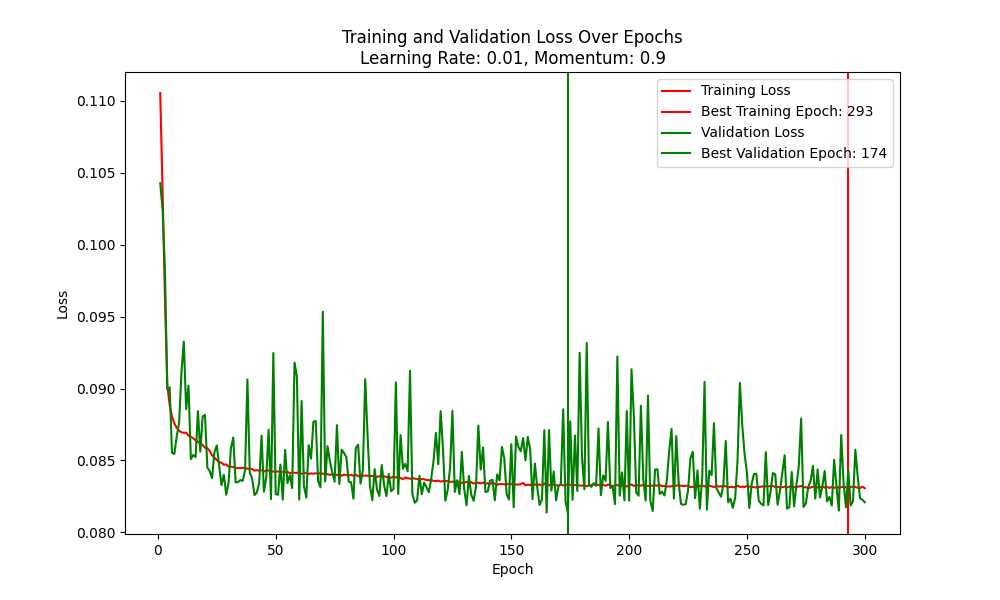 Training and Validation Loss Over Epochs
Learning Rate: 0.01, Momentum: 0.9
Training Loss
Best Training Epoch: 293
Validation Loss
Best Validation Epoch: 174
Loss
0.110
0.105
0.100
0.095
0.090
0.085
0.080
0 50 100 150 200 250 300
Epoch